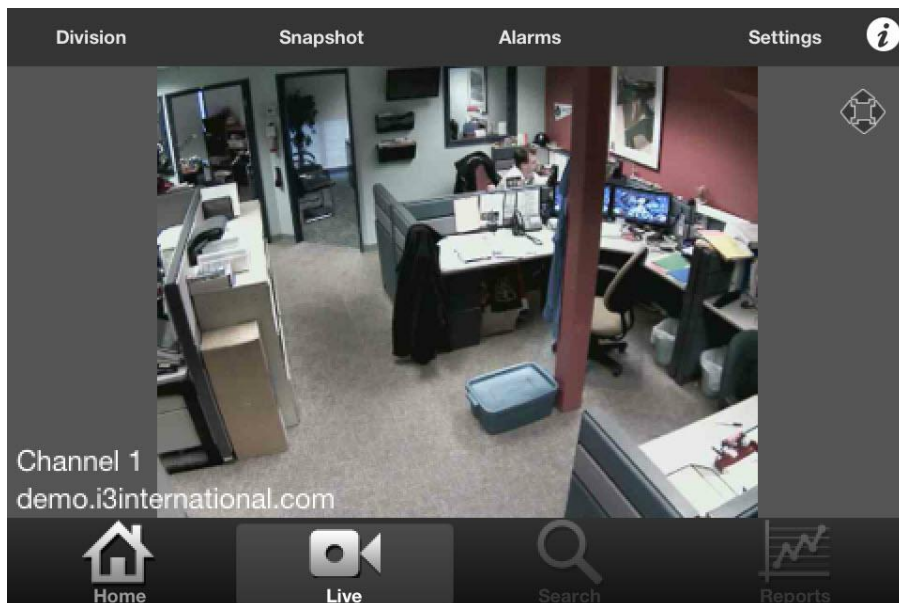 Division Snapshot Alarms Settings
Channel 1
demo.i3international.com
Home Live Search Reports